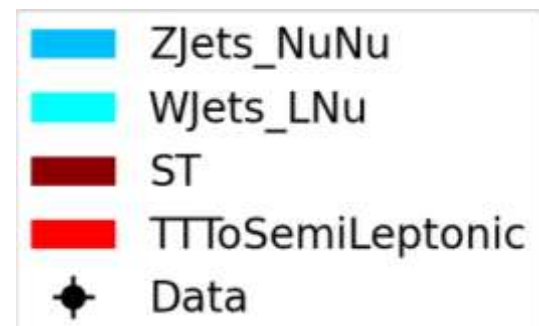 ZJets_NuNu
WJets_LNu
ST
TTToSemiLeptonic
Data